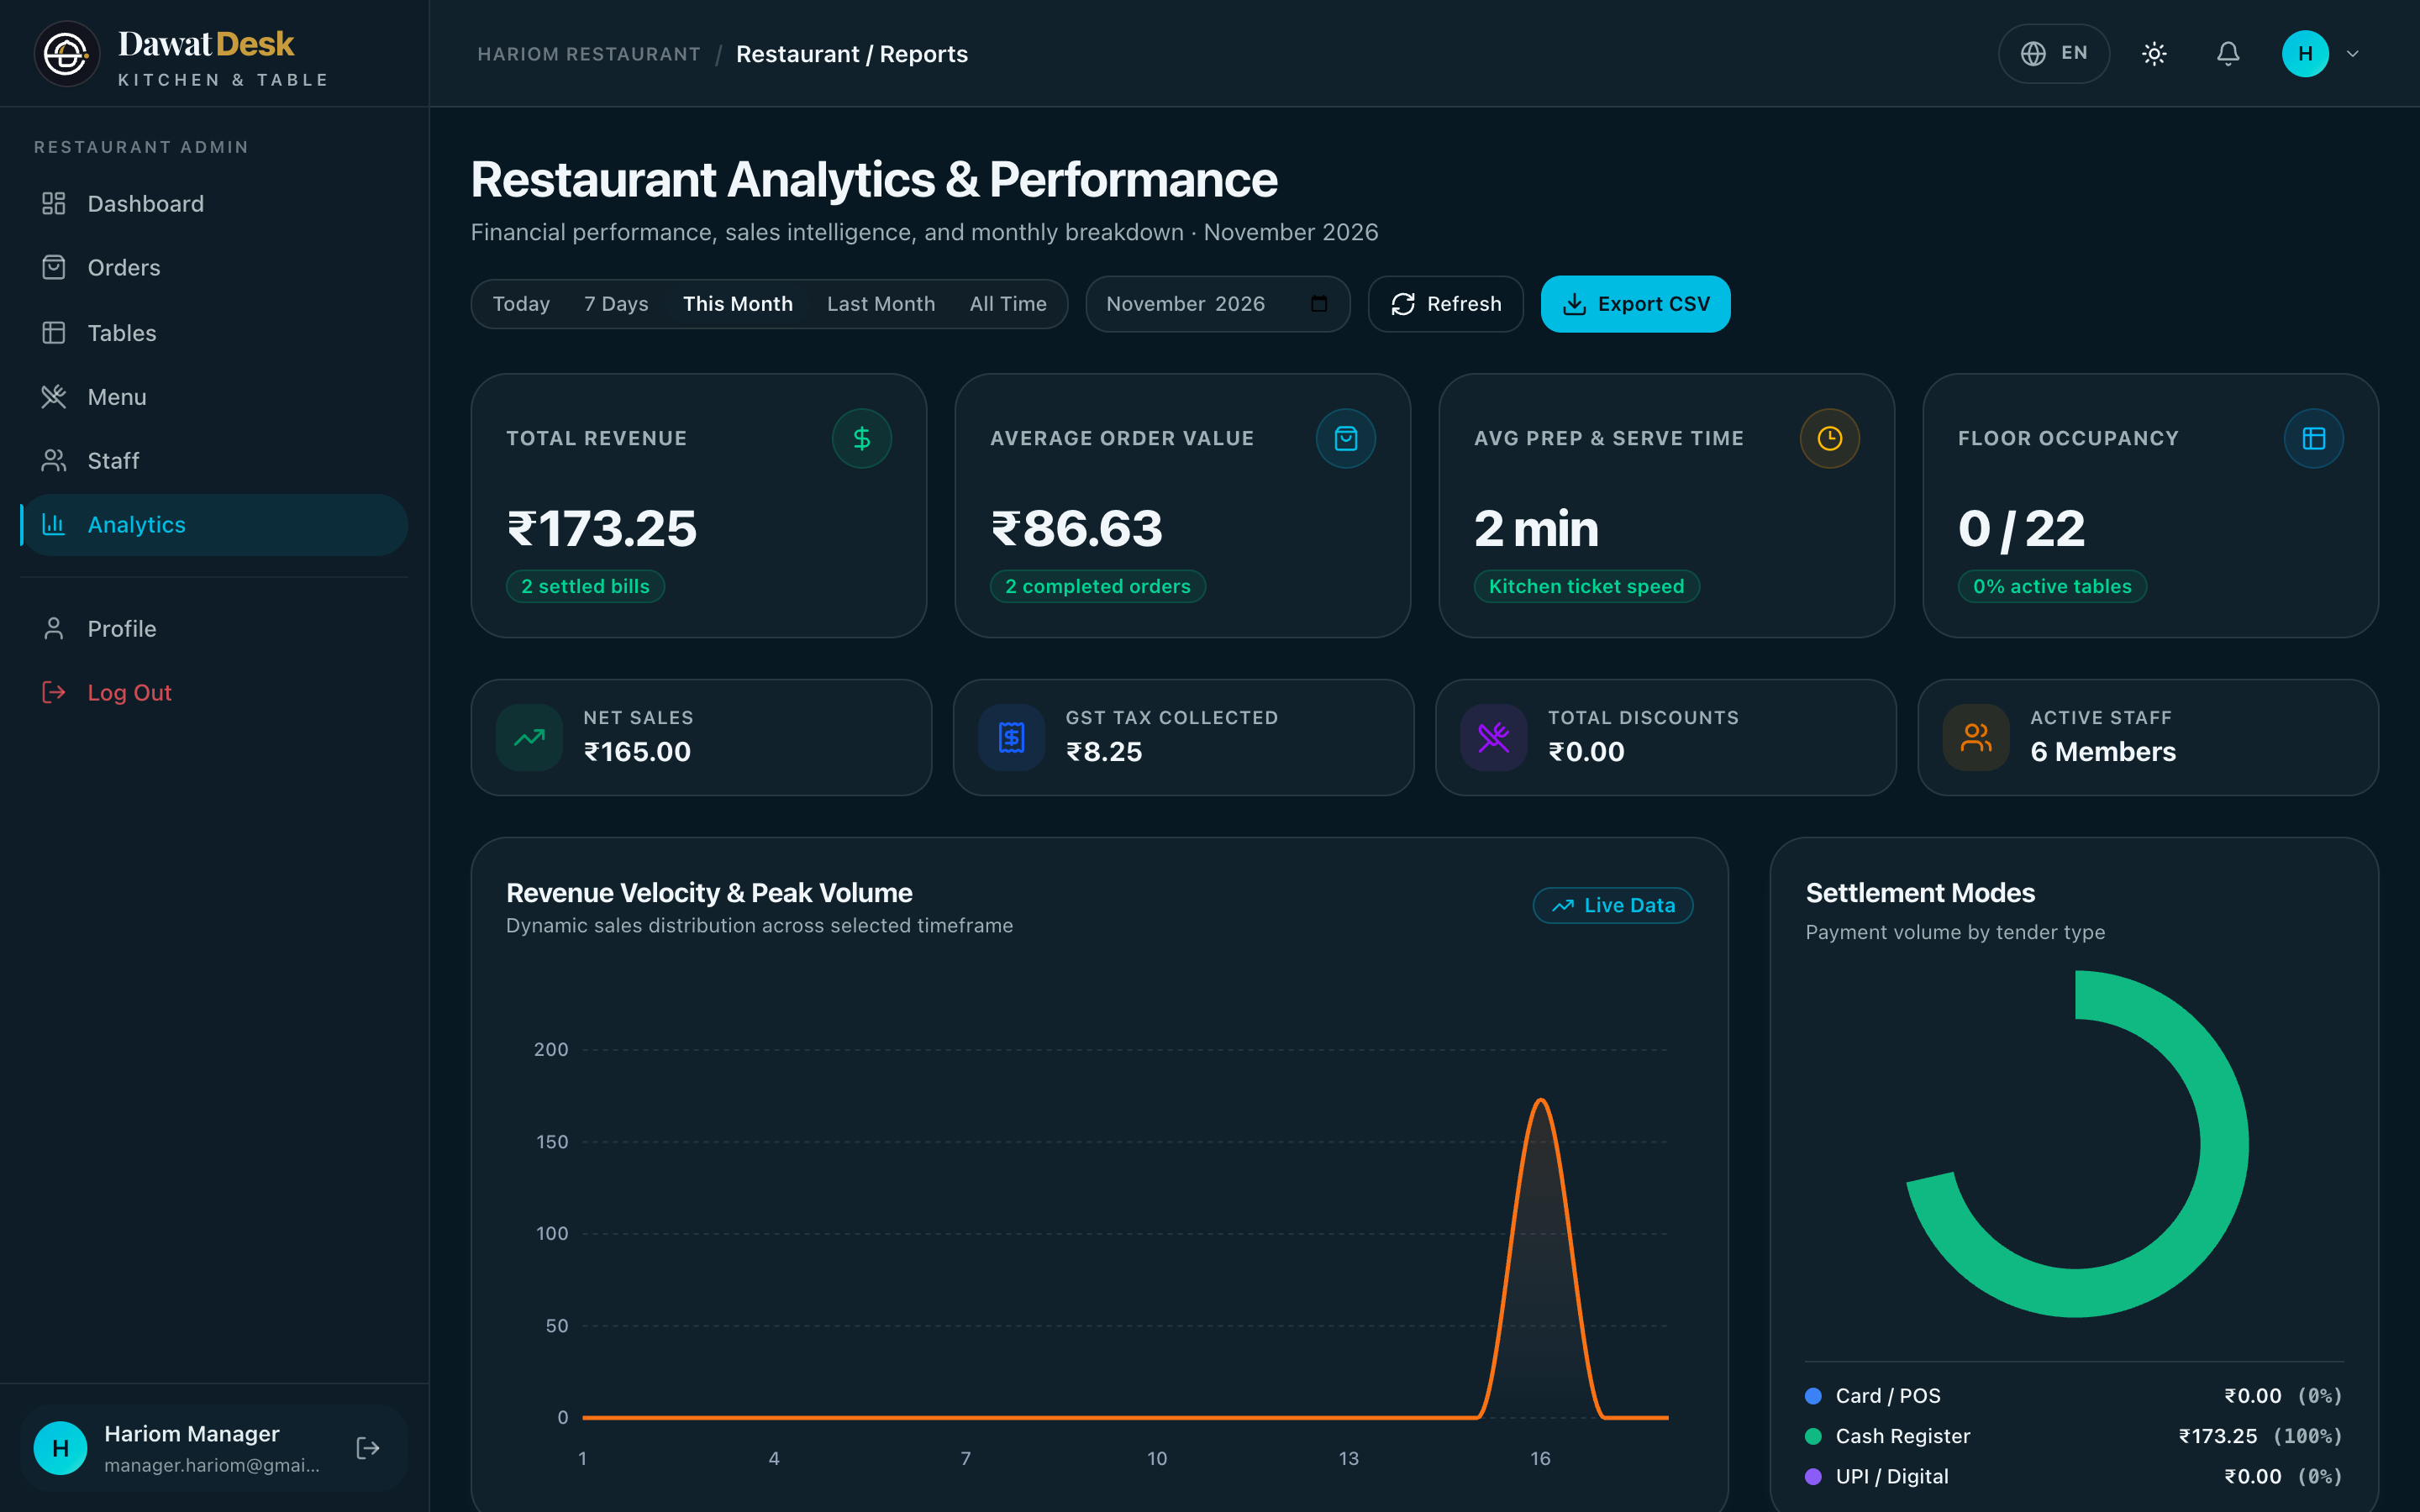 DawatDesk
KITCHEN & TABLE
HARIOM RESTAURANT / Restaurant / Reports
EN
H
RESTAURANT ADMIN
Dashboard
Orders
Tables
Menu
Staff
Analytics
Profile
Log Out
H
Hariom Manager
manager.hariom@gmai...
Restaurant Analytics & Performance
Financial performance, sales intelligence, and monthly breakdown · November 2026
Today 7 Days This Month Last Month All Time
November 2026
Refresh
Export CSV
TOTAL REVENUE
₹173.25
2 settled bills
AVERAGE ORDER VALUE
₹86.63
2 completed orders
AVG PREP & SERVE TIME
2 min
Kitchen ticket speed
FLOOR OCCUPANCY
0 / 22
0% active tables
NET SALES
₹165.00
GST TAX COLLECTED
₹8.25
TOTAL DISCOUNTS
₹0.00
ACTIVE STAFF
6 Members
Revenue Velocity & Peak Volume
Dynamic sales distribution across selected timeframe
Live Data
200
150
100
50
0
1 4 7 10 13 16
Settlement Modes
Payment volume by tender type
Card / POS ₹0.00 (0%)
Cash Register ₹173.25 (100%)
UPI / Digital ₹0.00 (0%)